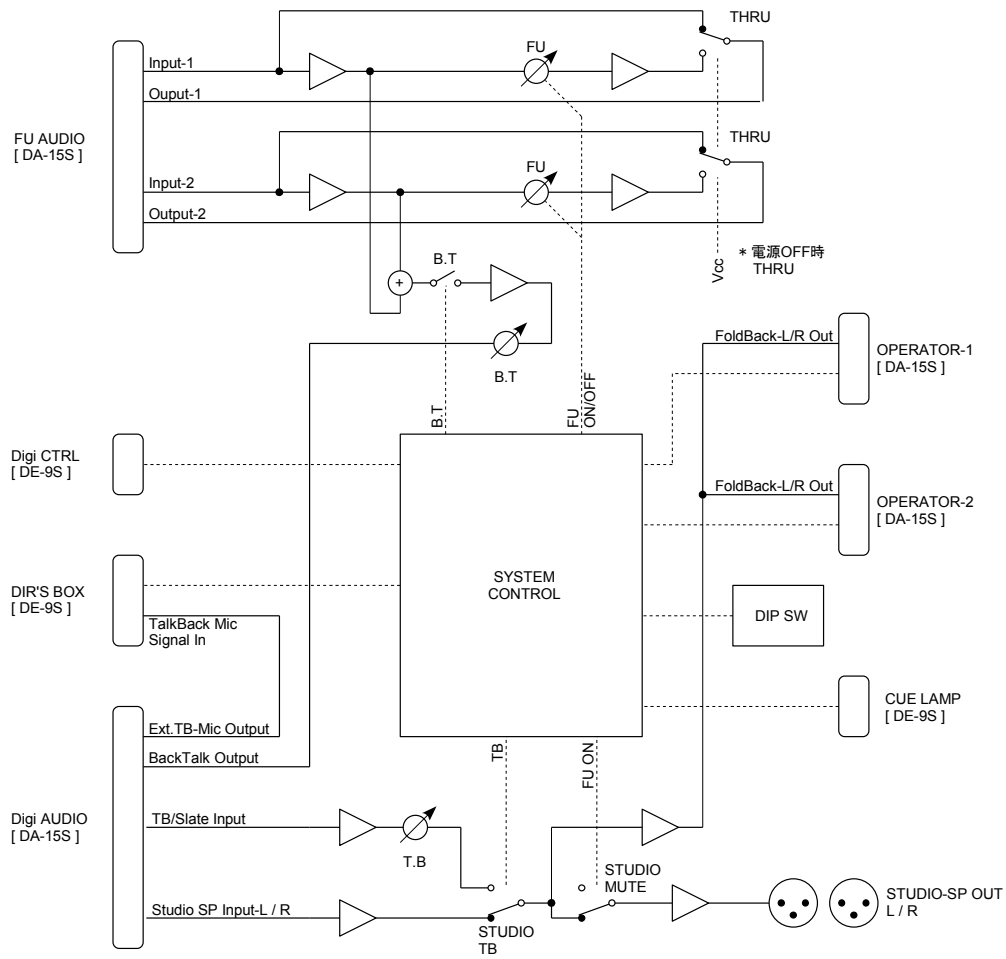 THRU
FU
Input-1
Ouput-1
FU AUDIO
[ DA-15S ]
THRU
FU
Input-2
Output-2
B.T
Vcc
* 電源OFF時
THRU
B.T
FoldBack-L/R Out
OPERATOR-1
[ DA-15S ]
B.T
FU
ON/OFF
Digi CTRL
[ DE-9S ]
FoldBack-L/R Out
OPERATOR-2
[ DA-15S ]
SYSTEM
CONTROL
DIR'S BOX
[ DE-9S ]
TalkBack Mic
Signal In
DIP SW
CUE LAMP
[ DE-9S ]
Ext.TB-Mic Output
BackTalk Output
TB
FU ON
Digi AUDIO
[ DA-15S ]
TB/Slate Input
T.B
STUDIO
MUTE
Studio SP Input-L / R
STUDIO
TB
STUDIO-SP OUT
L / R